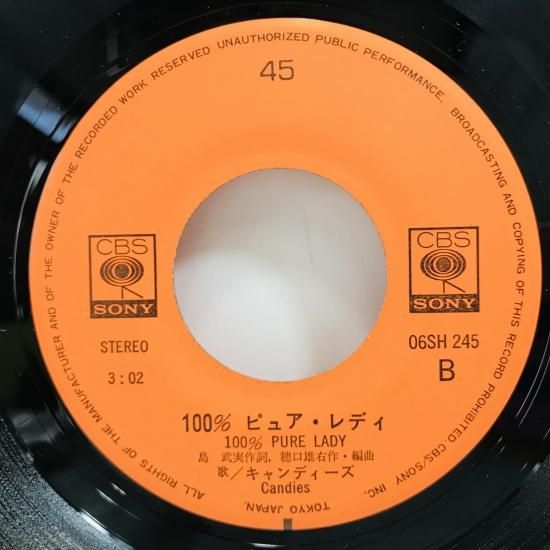 ALL RIGHTS OF THE MANUFACTURER AND OF THE OWNER OF THE RECORDED WORK RESERVED UNAUTHORIZED PUBLIC PERFORMANCE, BROADCASTING AND COPYING OF THIS RECORD PROHIBITED. CBS/SONY INC.
TOKYO JAPAN.
45
CBS
SONY
CBS
SONY
STEREO
3:02
06SH 245
B
100% ピュア・レディ
100% PURE LADY
島 武実作詞, 穂口雄右作・編曲
歌／キャンディーズ
Candies